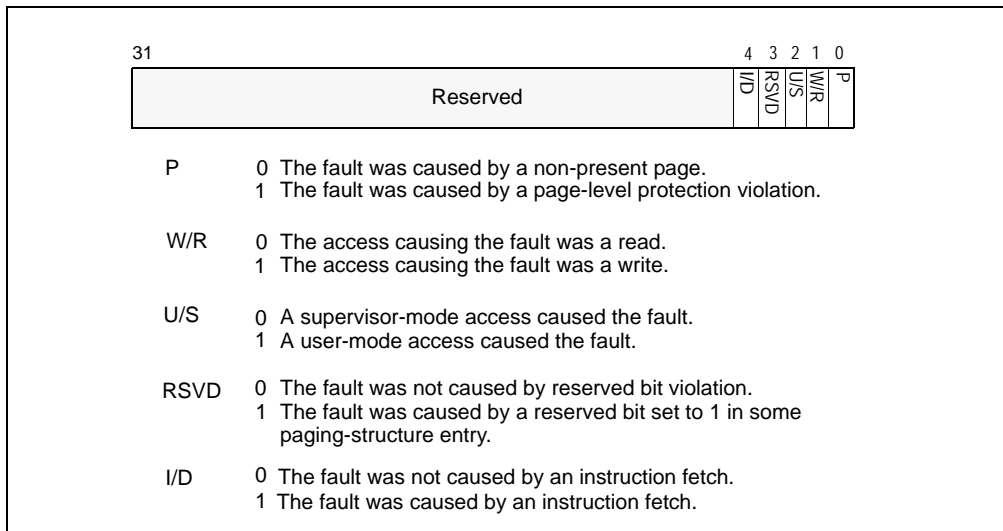 31 4 3 2 1 0
Reserved I/D RSVD U/S W/R P
P 0 The fault was caused by a non-present page.
1 The fault was caused by a page-level protection violation.
W/R 0 The access causing the fault was a read.
1 The access causing the fault was a write.
U/S 0 A supervisor-mode access caused the fault.
1 A user-mode access caused the fault.
RSVD 0 The fault was not caused by reserved bit violation.
1 The fault was caused by a reserved bit set to 1 in some
paging-structure entry.
I/D 0 The fault was not caused by an instruction fetch.
1 The fault was caused by an instruction fetch.